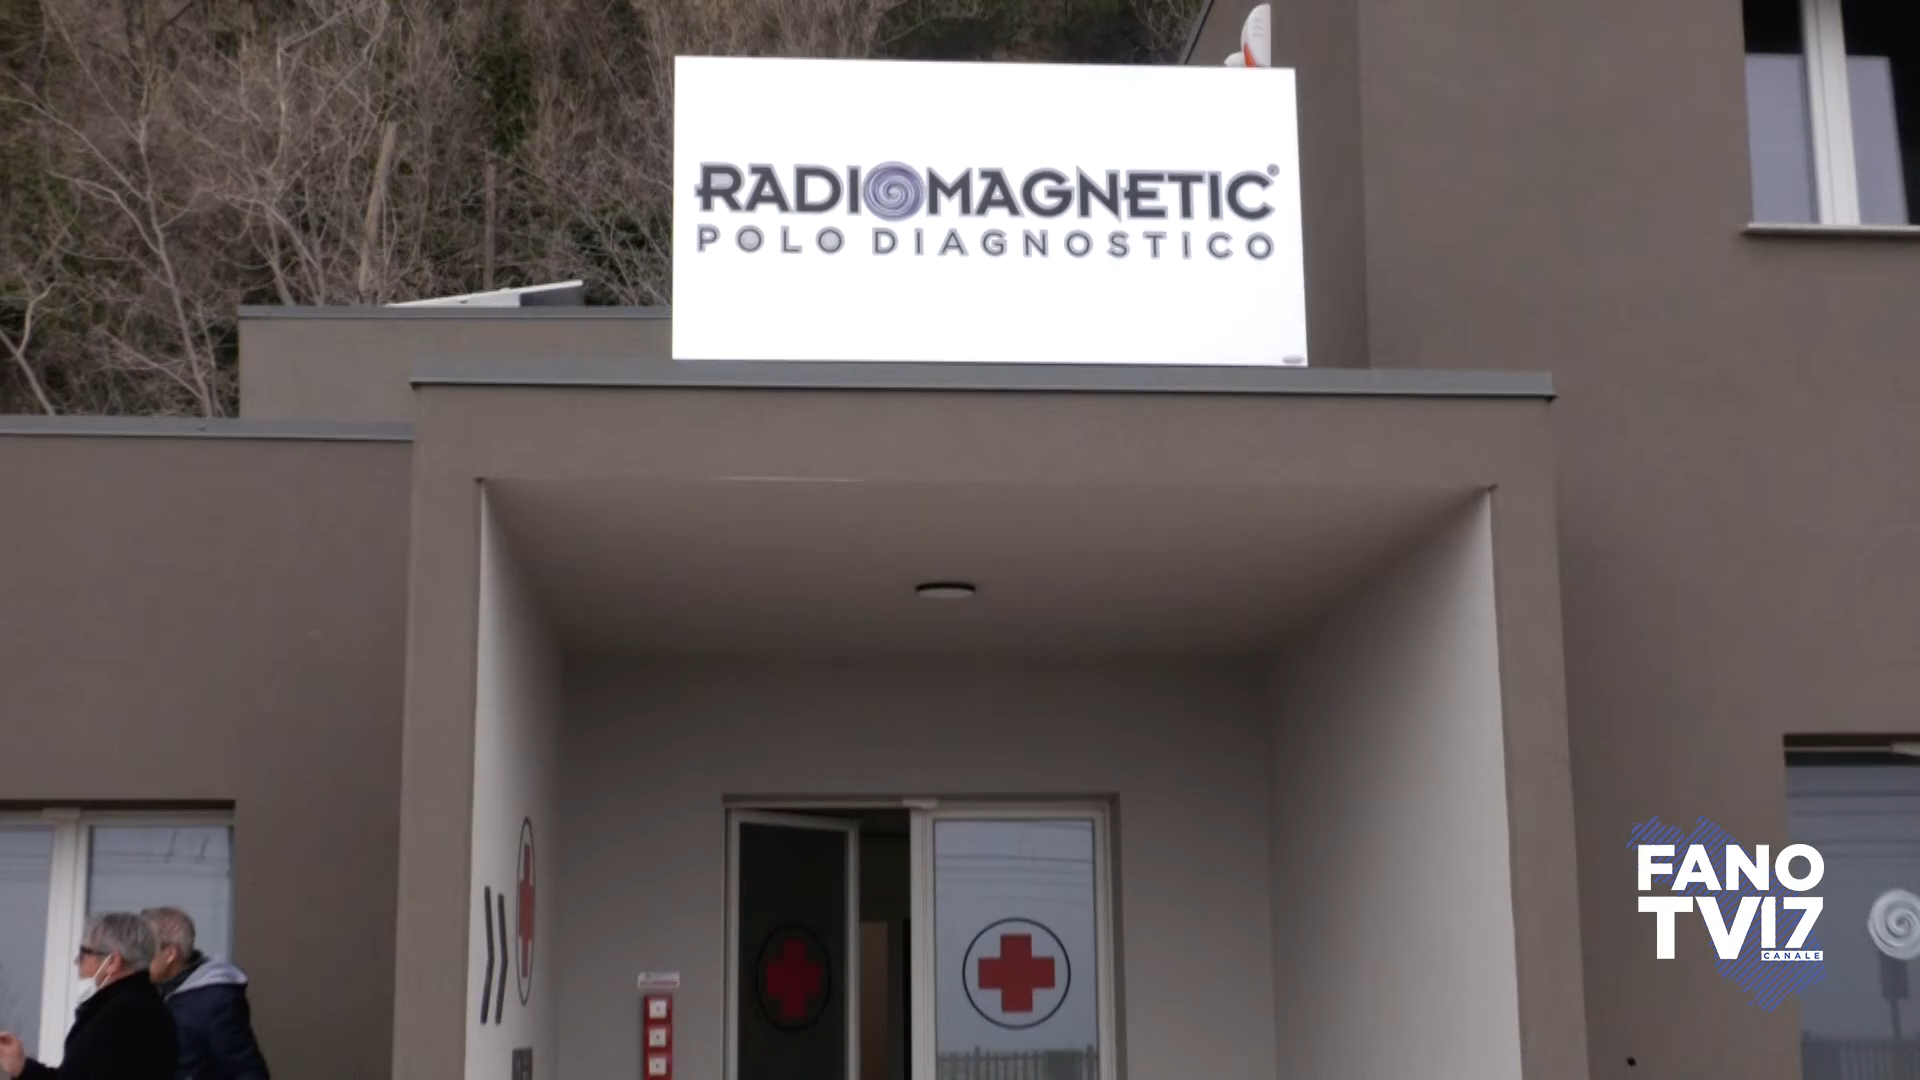 RADIOMAGNETIC®
POLO DIAGNOSTICO
FANO
TV17
CANALE